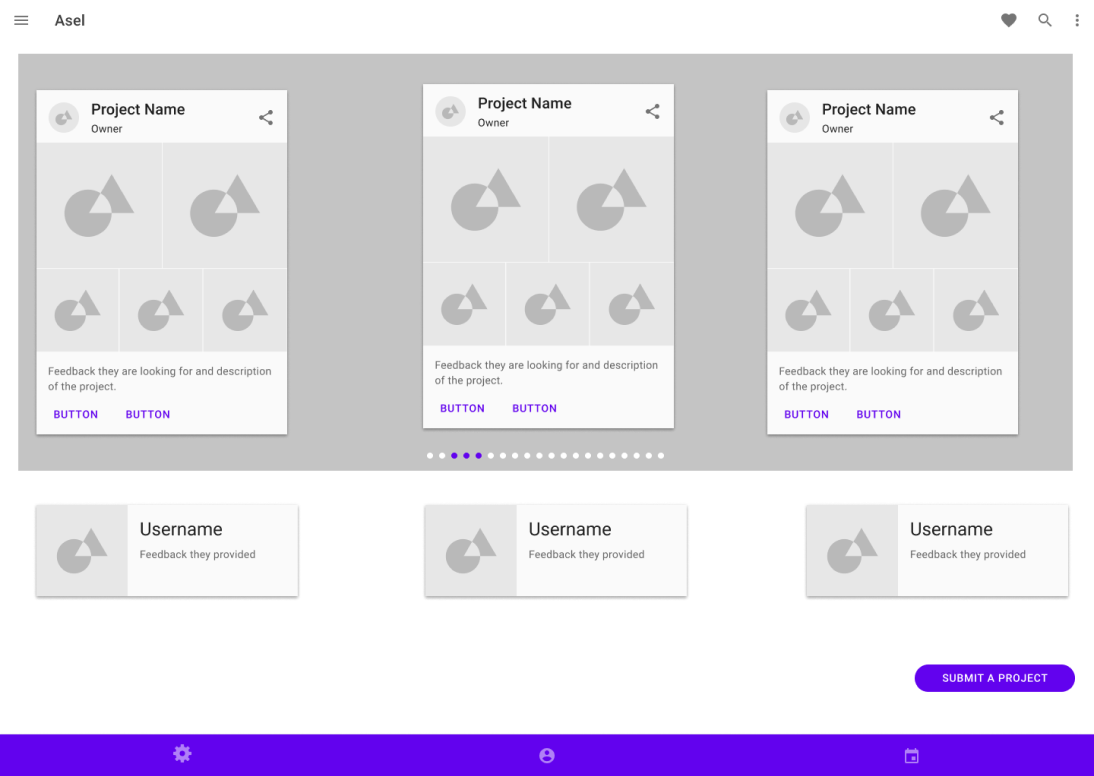 Asel
Project Name
Owner
Feedback they are looking for and description
of the project.
BUTTON BUTTON
Project Name
Owner
Feedback they are looking for and description
of the project.
BUTTON BUTTON
Project Name
Owner
Feedback they are looking for and description
of the project.
BUTTON BUTTON
Username
Feedback they provided
Username
Feedback they provided
Username
Feedback they provided
SUBMIT A PROJECT